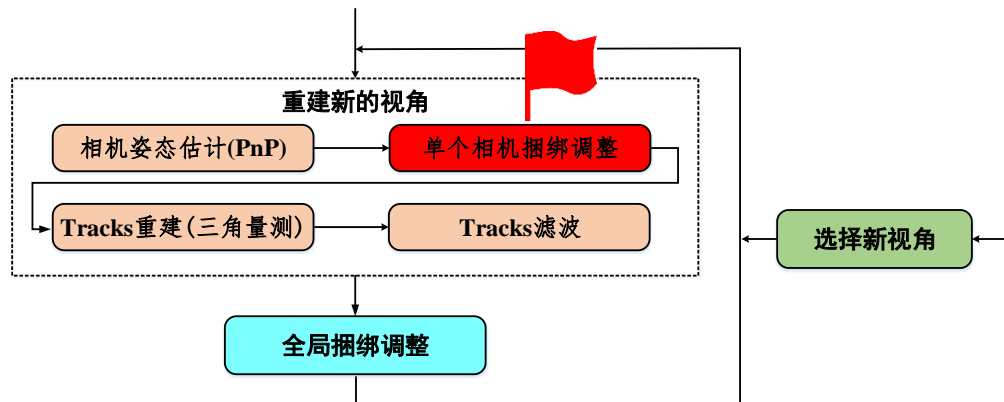 重建新的视角
相机姿态估计(PnP)
单个相机捆绑调整
Tracks重建(三角量测)
Tracks滤波
选择新视角
全局捆绑调整